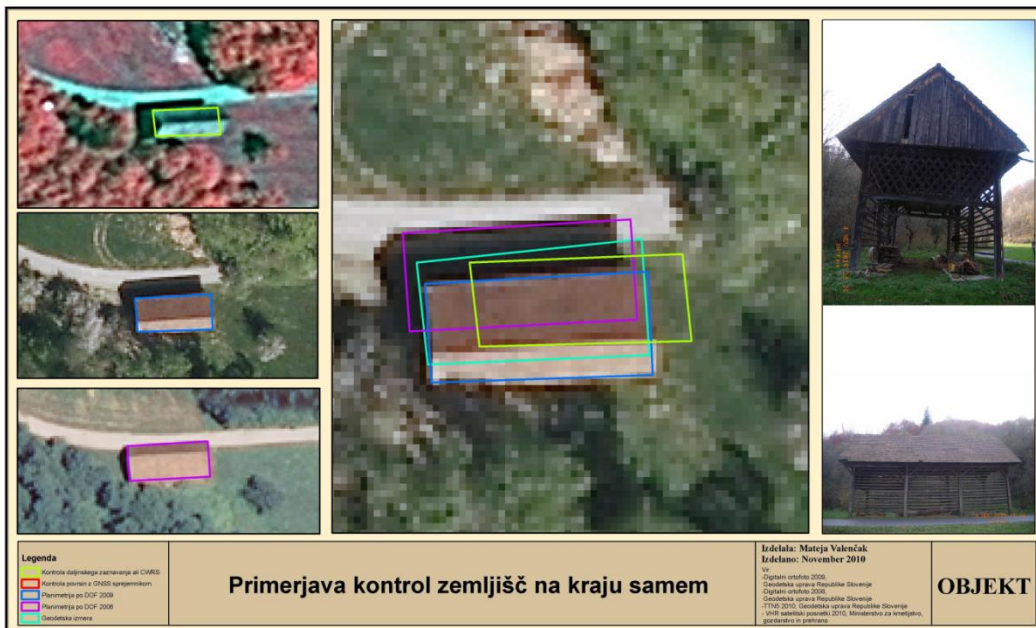 Legenda
Kontrola daljinskega zaznavanja ali CWRS
Kontrola površin z GNSS sprejemnikom
Planimetrija po DOF 2009
Planimetrija po DOF 2006
Geodetska izmera
Primerjava kontrol zemljišč na kraju samem
Izdelala: Mateja Valenčak
Izdelano: November 2010
Vir:
-Digitalni ortofoto 2009,
Geodetska uprava Republike Slovenije
-Digitalni ortofoto 2006,
Geodetska uprava Republike Slovenije
-TTN5 2010, Geodetska uprava Republike Slovenije
- VHR satelitski posnetki 2010, Ministerstvo za kmetijstvo,
gozdarstvo in prehrano
OBJEKT